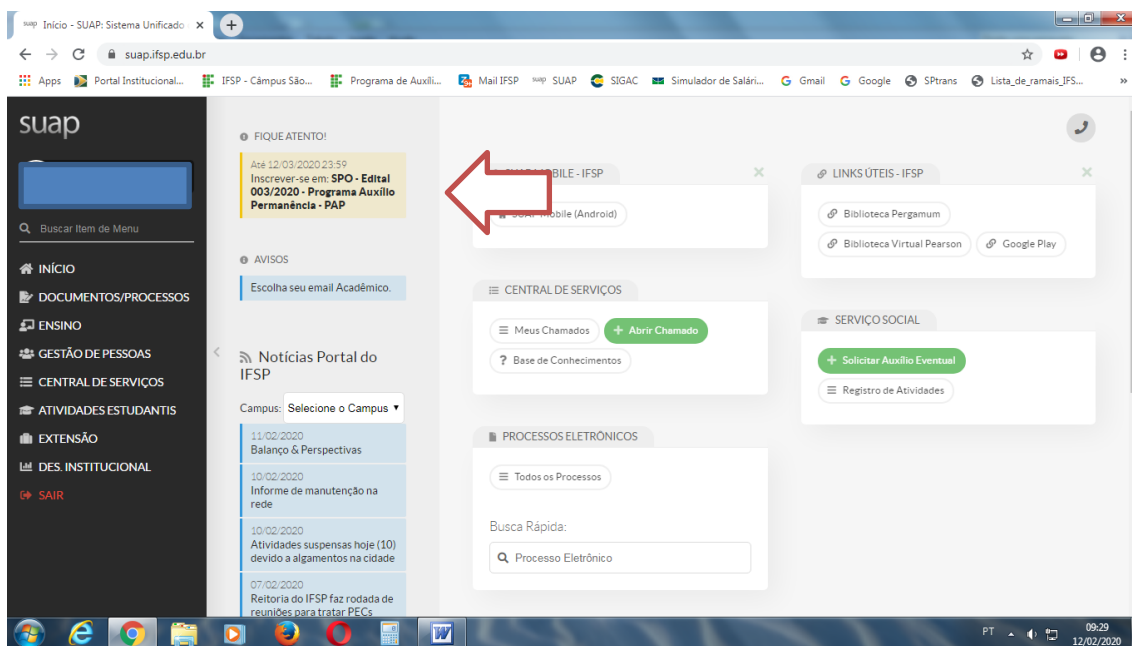 suap Início - SUAP: Sistema Unificado
suap.ifsp.edu.br
Apps Portal Institucional... IFSP - Câmpus São... Programa de Auxíli... Mail IFSP suap SUAP SIGAC Simulador de Salári... Gmail Google SPtrans Lista_de_ramais_IFS... »
suap
Buscar Item de Menu
INÍCIO
DOCUMENTOS/PROCESSOS
ENSINO
GESTÃO DE PESSOAS
CENTRAL DE SERVIÇOS
ATIVIDADES ESTUDANTIS
EXTENSÃO
DES. INSTITUCIONAL
SAIR
FIQUE ATENTO!
Até 12/03/2020 23:59
Inscrever-se em: SPO - Edital
003/2020 - Programa Auxílio
Permanência - PAP
AVISOS
Escolha seu email Acadêmico.
Notícias Portal do
IFSP
Campus: Selecione o Campus
11/02/2020
Balanço & Perspectivas
10/02/2020
Informe de manutenção na
rede
10/02/2020
Atividades suspensas hoje (10)
devido a algamentos na cidade
07/02/2020
Reitoria do IFSP faz rodada de
reuniões para tratar PECs
MOBILE - IFSP
SUAP Mobile (Android)
CENTRAL DE SERVIÇOS
Meus Chamados + Abrir Chamado
? Base de Conhecimentos
PROCESSOS ELETRÔNICOS
Todos os Processos
Busca Rápida:
Processo Eletrônico
LINKS ÚTEIS - IFSP
Biblioteca Pergamum
Biblioteca Virtual Pearson Google Play
SERVIÇO SOCIAL
+ Solicitar Auxílio Eventual
Registro de Atividades
PT 09:29
12/02/2020